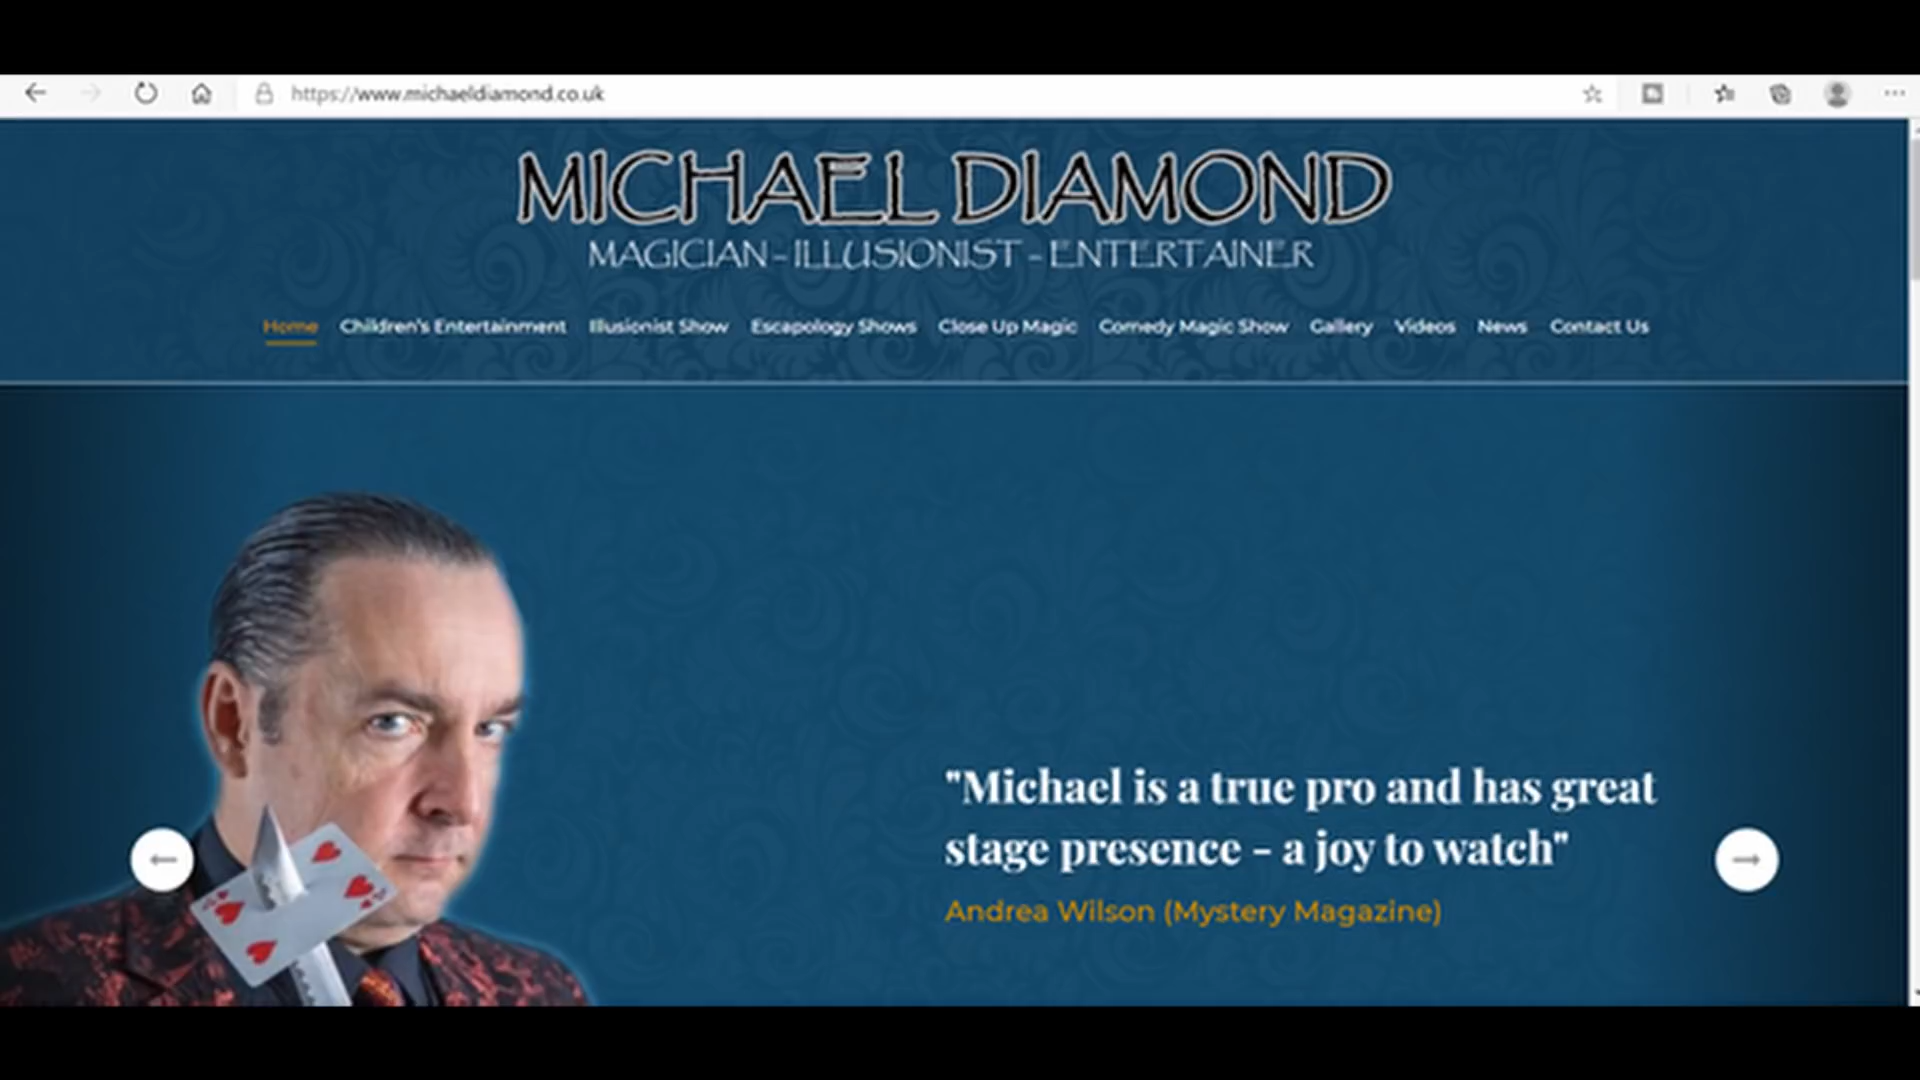 https://www.michaeldiamond.co.uk
MICHAEL DIAMOND
MAGICIAN - ILLUSIONIST - ENTERTAINER
Home Children's Entertainment Illusionist Show Escapology Shows Close Up Magic Comedy Magic Show Gallery Videos News Contact Us
"Michael is a true pro and has great
stage presence - a joy to watch"
Andrea Wilson (Mystery Magazine)